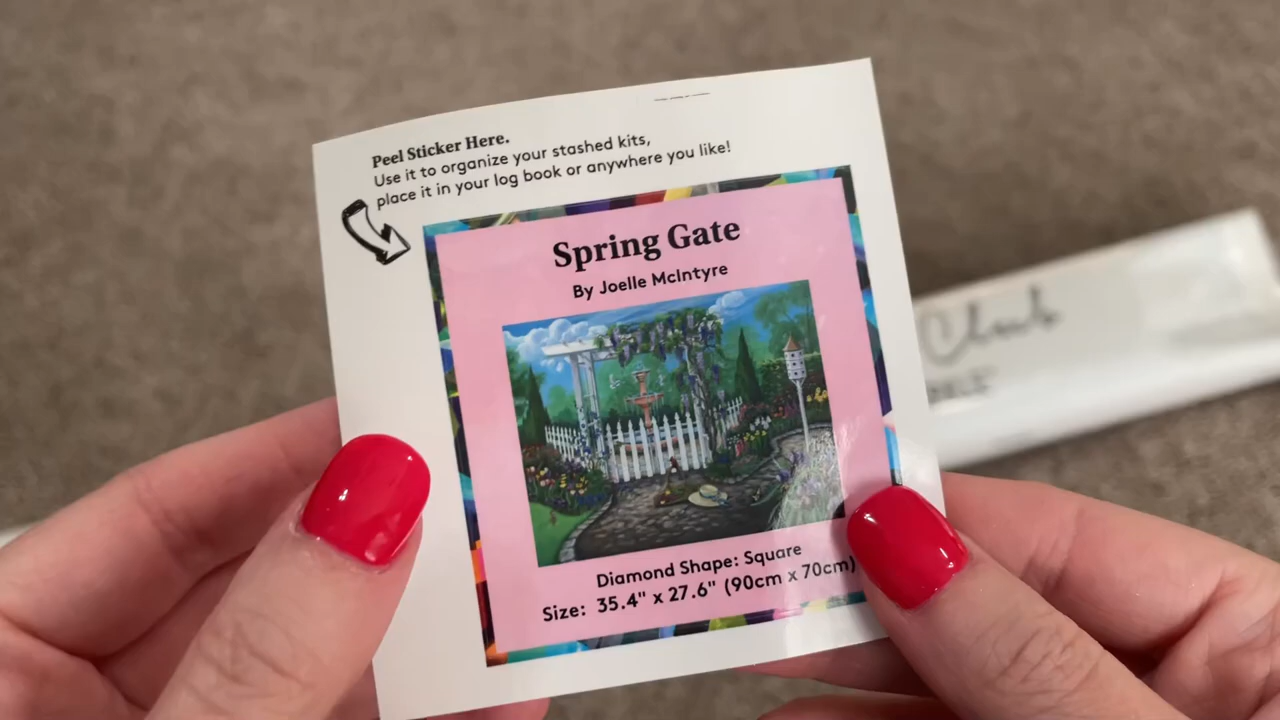 Peel Sticker Here.
Use it to organize your stashed kits,
place it in your log book or anywhere you like!
Spring Gate
By Joelle McIntyre
Diamond Shape: Square
Size: 35.4" x 27.6" (90cm x 70cm)
Club